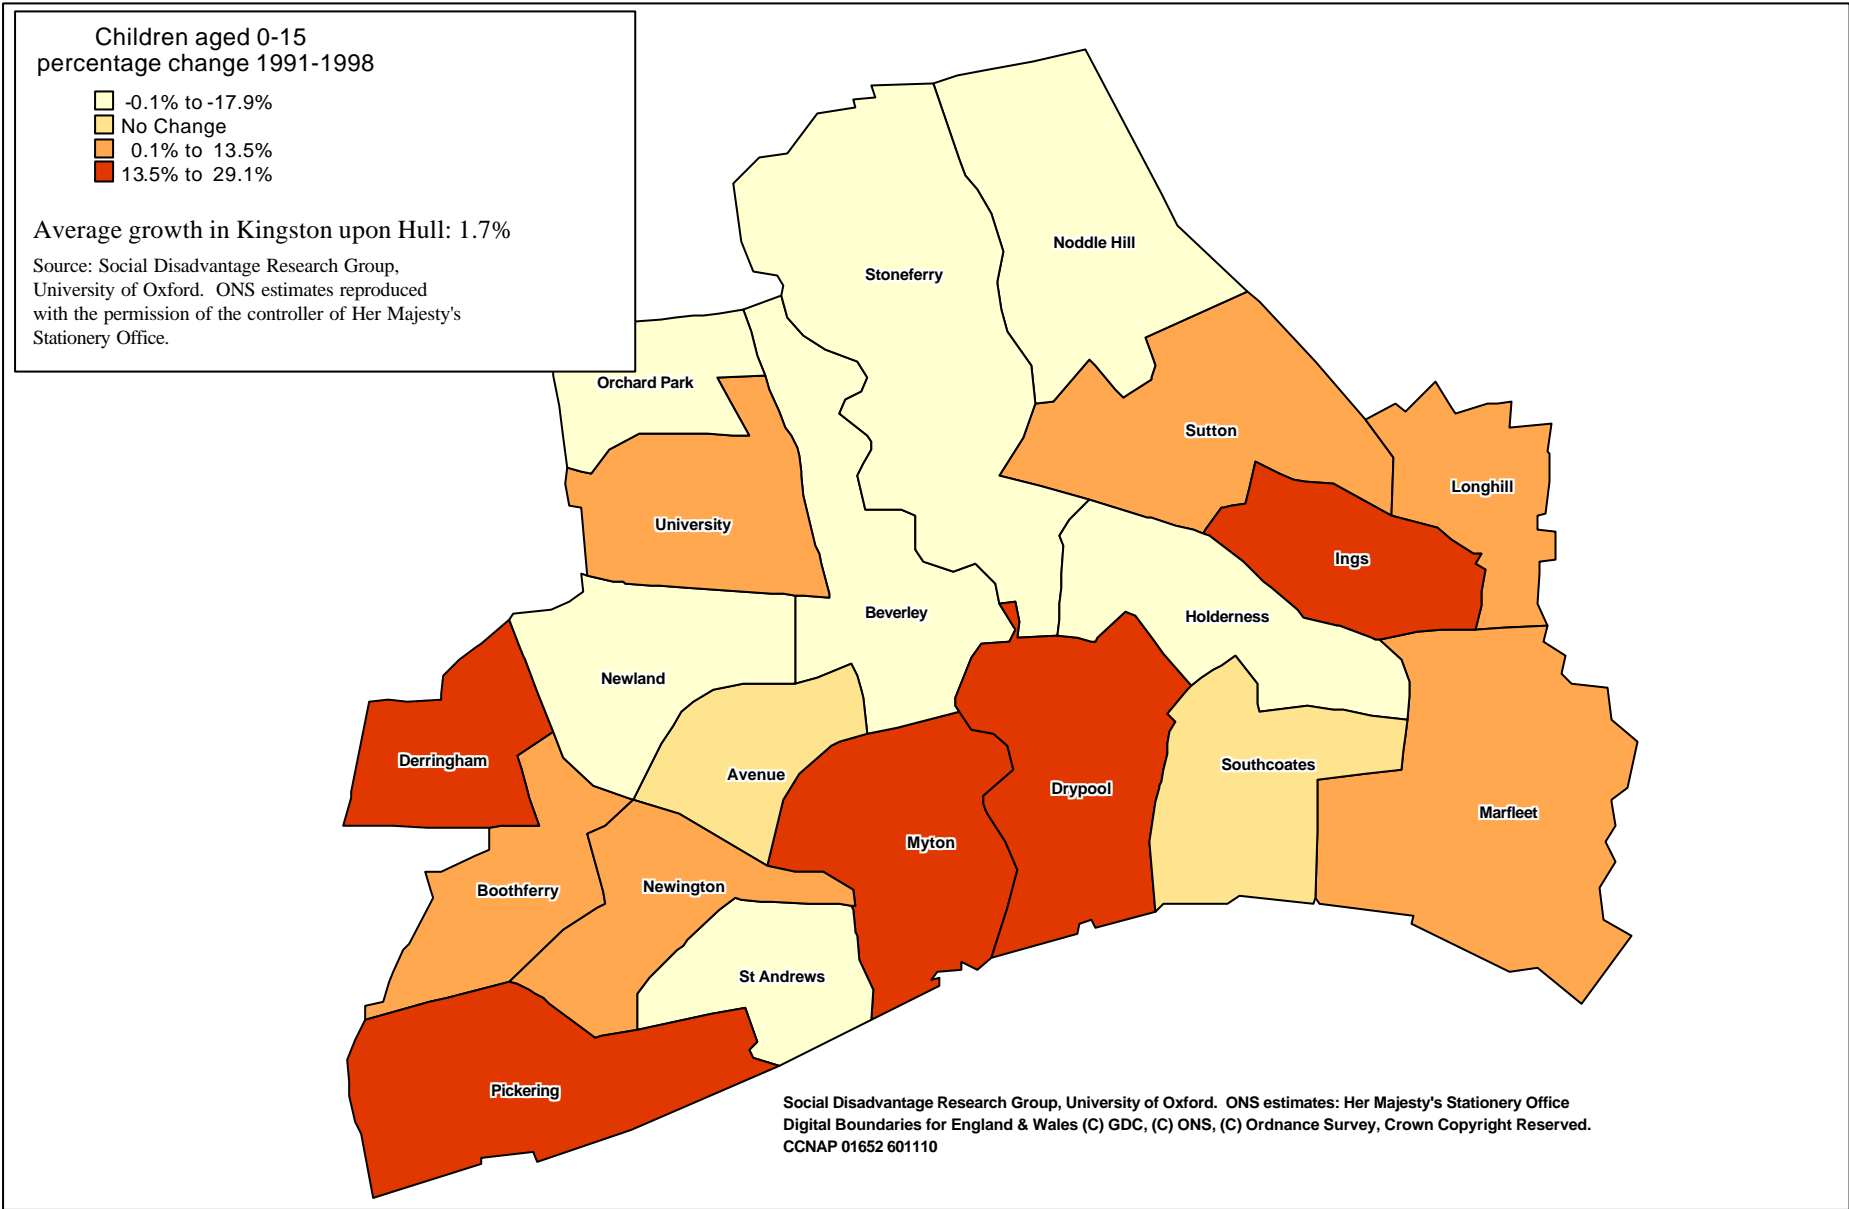 Children aged 0-15
percentage change 1991-1998
-0.1% to -17.9%
No Change
0.1% to 13.5%
13.5% to 29.1%
Average growth in Kingston upon Hull: 1.7%
Source: Social Disadvantage Research Group,
University of Oxford. ONS estimates reproduced
with the permission of the controller of Her Majesty's
Stationery Office.
Noddle Hill
Stoneferry
Orchard Park
Sutton
Longhill
University
Ings
Beverley
Holderness
Newland
Derringham
Avenue
Southcoates
Drypool
Marfleet
Myton
Boothferry
Newington
St Andrews
Pickering
Social Disadvantage Research Group, University of Oxford. ONS estimates: Her Majesty's Stationery Office
Digital Boundaries for England & Wales (C) GDC, (C) ONS, (C) Ordnance Survey, Crown Copyright Reserved.
CCNAP 01652 601110